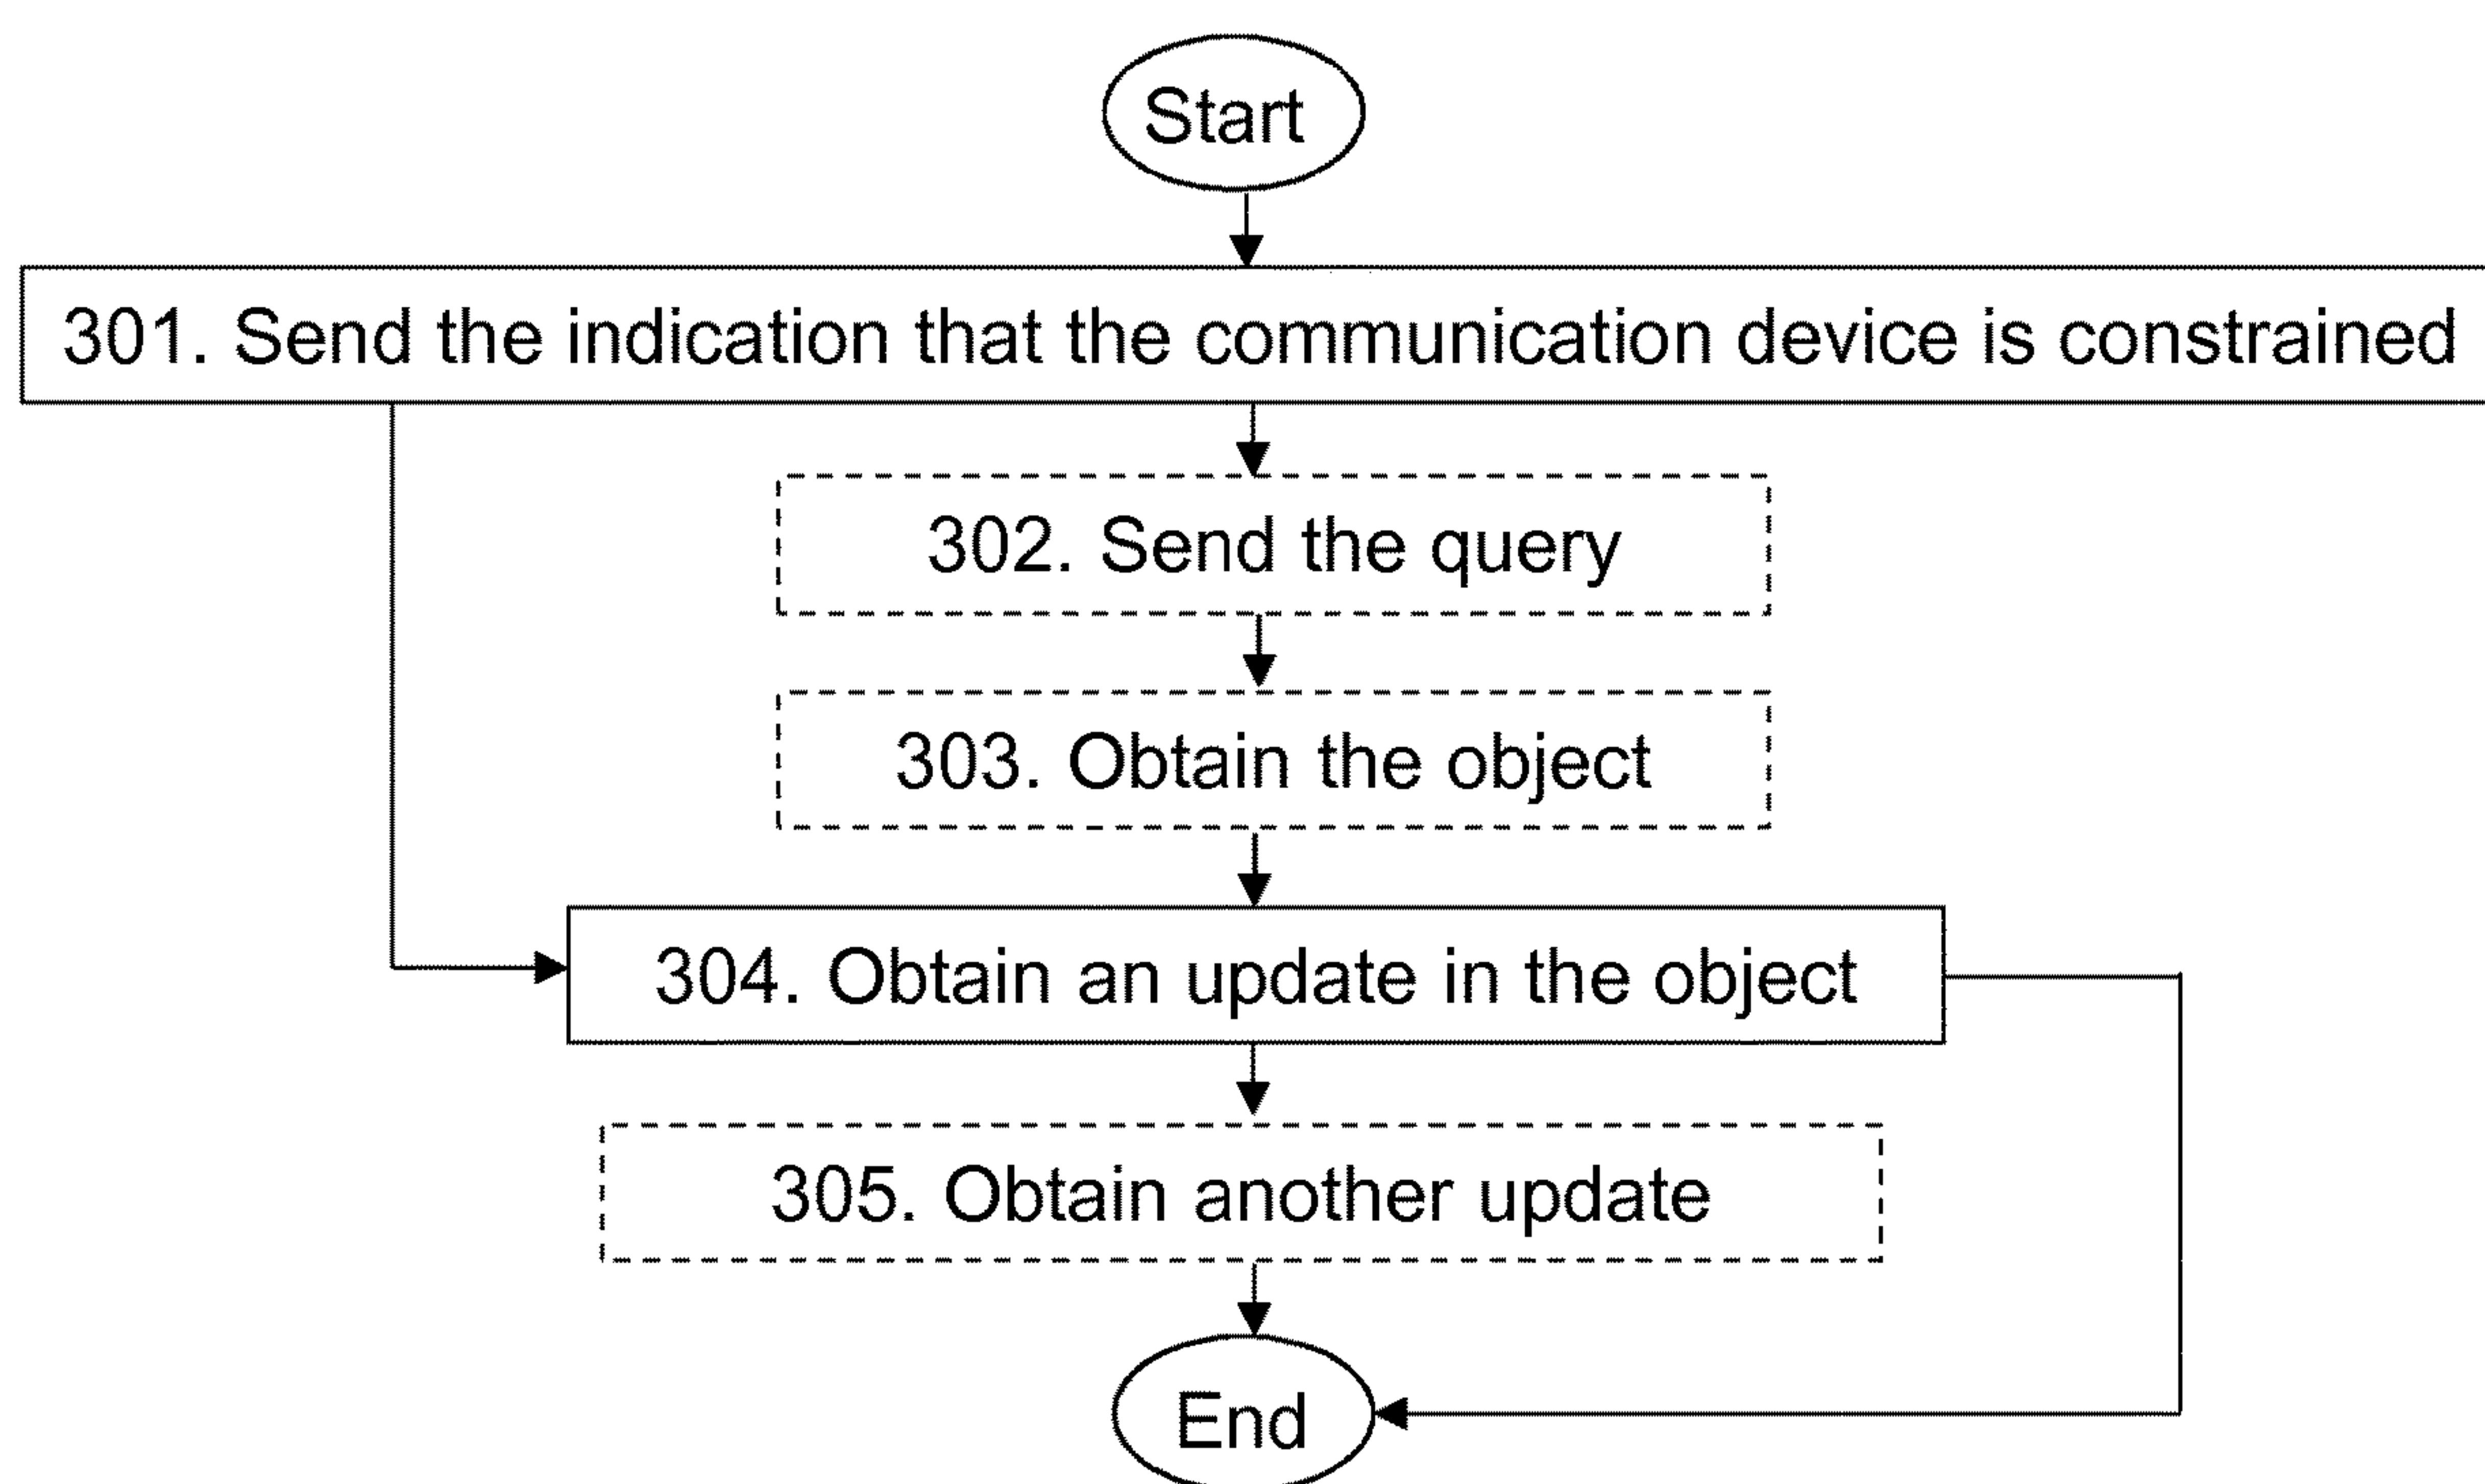 Start
301. Send the indication that the communication device is constrained
302. Send the query
303. Obtain the object
304. Obtain an update in the object
305. Obtain another update
End